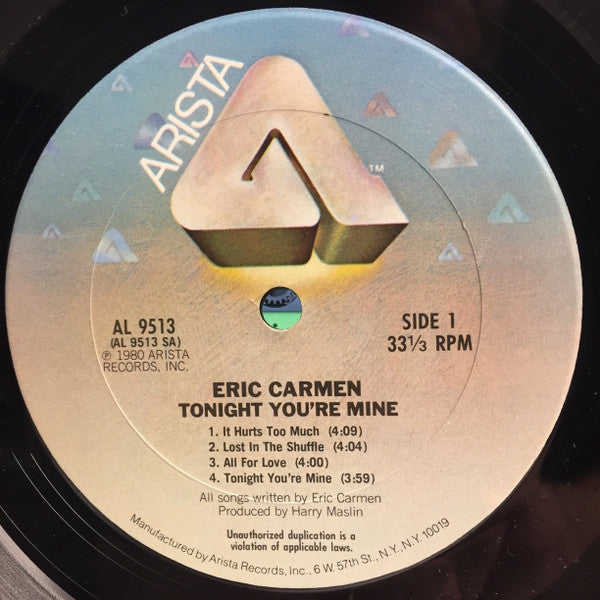 ARISTA
TM
AL 9513
(AL 9513 SA)
℗ 1980 ARISTA
RECORDS, INC.
SIDE 1
33⅓ RPM
ERIC CARMEN
TONIGHT YOU'RE MINE
1. It Hurts Too Much (4:09)
2. Lost In The Shuffle (4:04)
3. All For Love (4:00)
4. Tonight You're Mine (3:59)
All songs written by Eric Carmen
Produced by Harry Maslin
Unauthorized duplication is a
violation of applicable laws.
Manufactured by Arista Records, Inc., 6 W. 57th St., N.Y., N.Y. 10019